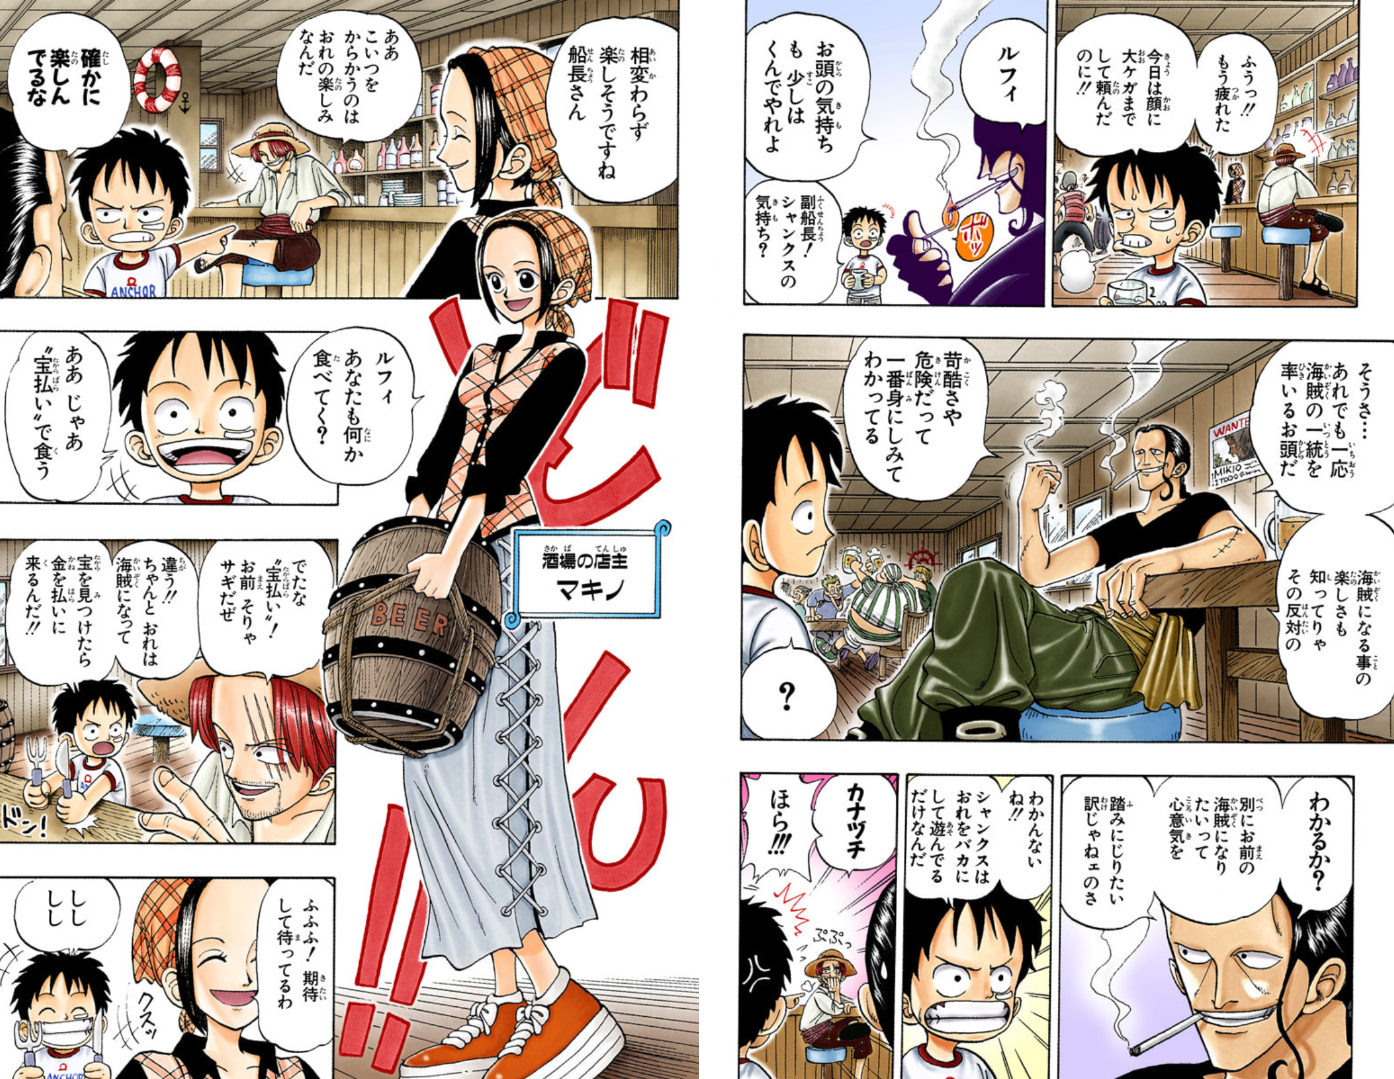 ふうっ!!
もう疲れた
今日は顔に
大ケガまで
して頼んだ
のに!!
ルフィ
お頭の気持ち
も 少しは
くんでやれよ
ボッ
副船長!
シャンクスの
気持ち?
そうさ…
あれでも一応
海賊の一統を
率いるお頭だ
海賊になる事の
楽しさも
知ってりゃ
その反対の
苛酷さや
危険だって
一番身にしみて
わかってる
WANTE
MIKIO
?
わかるか?
別にお前の
海賊になり
たいって
心意気を
踏みにじりたい
訳じゃねェのさ
わかんない
ね!!
シャンクスは
おれをバカに
して遊んでる
だけなんだ
カナヅチ
ぷぷっ
ほら!!!
相変わらず
楽しそうですね
船長さん
ああ
こいつを
からかうのは
おれの楽しみ
なんだ
確かに
楽しん
でるな
ANCHOR
どん!!
酒場の店主
マキノ
BEER
ルフィ
あなたも何か
食べてく?
ああ じゃあ
“宝払い”で食う
でたな
“宝払い”!
お前 そりゃ
サギだぜ
違う!!
ちゃんと おれは
海賊になって
宝を見つけたら
金を払いに
来るんだ!!
ドン!
ふふふ! 期待
して待ってるわ
クスッ
しし
しし
ANCHOR